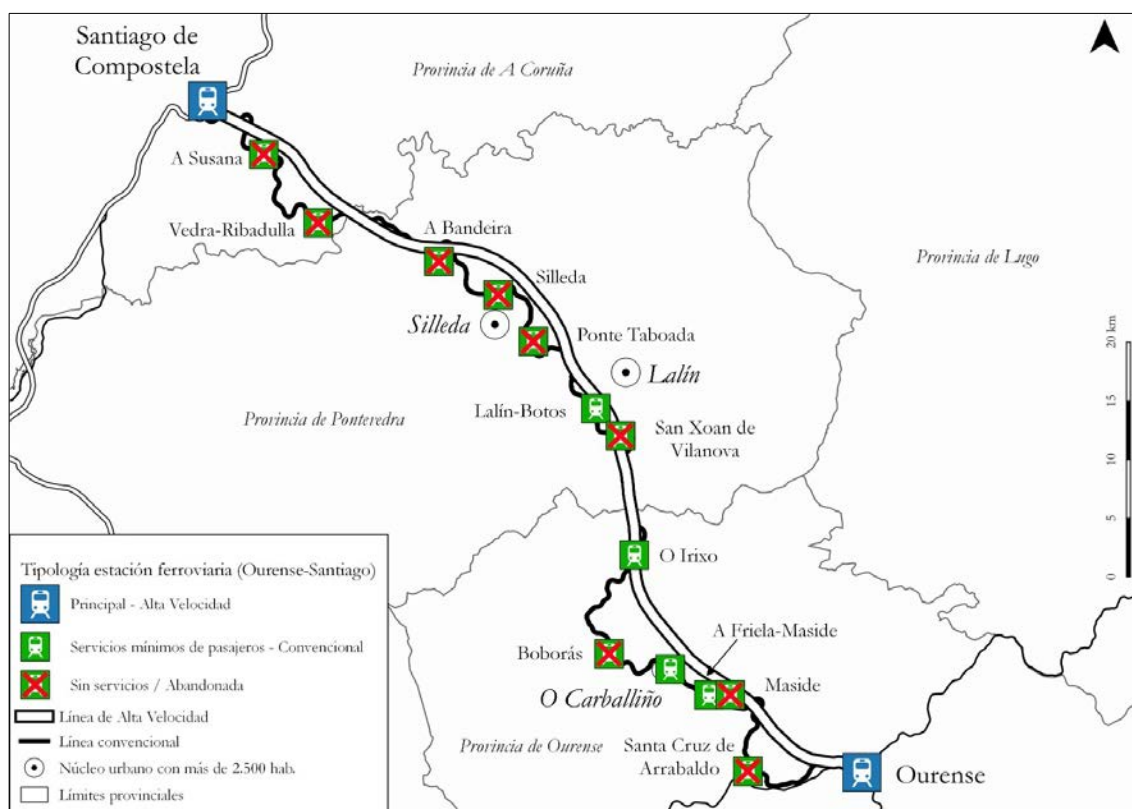 Santiago de
Compostela
Provincia de A Coruña
A Susana
Vedra-Ribadulla
A Bandeira
Provincia de Lugo
Silleda
Silleda
Ponte Taboada
20 km
15
10
5
0
Lalín
Lalín-Botos
Provincia de Pontevedra
San Xoan de
Vilanova
O Irixo
A Friela-Maside
Boborás
Maside
O Carballiño
Provincia de Ourense
Santa Cruz de
Arrabaldo
Ourense
Tipología estación ferroviaria (Ourense-Santiago)
Principal - Alta Velocidad
Servicios mínimos de pasajeros - Convencional
Sin servicios / Abandonada
Línea de Alta Velocidad
Línea convencional
Núcleo urbano con más de 2.500 hab.
Límites provinciales